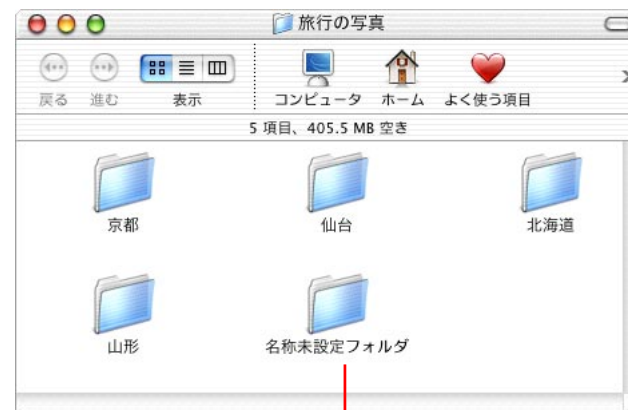 旅行の写真
戻る 進む 表示 コンピュータ ホーム よく使う項目
5 項目、405.5 MB 空き
京都 仙台 北海道
山形 名称未設定フォルダ